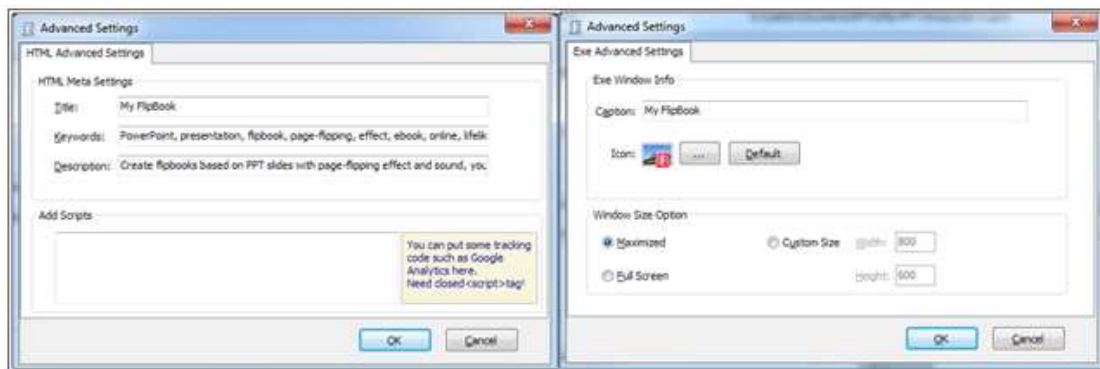 Advanced Settings
HTML Advanced Settings
HTML Meta Settings
Title: My FlipBook
Keywords: PowerPoint, presentation, flipbook, page-flipping, effect, ebook, online, lifelik
Description: Create flipbooks based on PPT slides with page-flipping effect and sound, you
Add Scripts
You can put some tracking
code such as Google
Analytics here.
Need closed <script>tag!
OK Cancel
Advanced Settings
Exe Advanced Settings
Exe Window Info
Caption: My FlipBook
Icon: ... Default
Window Size Option
Maximized Custom Size Width: 800
Full Screen Height: 600
OK Cancel